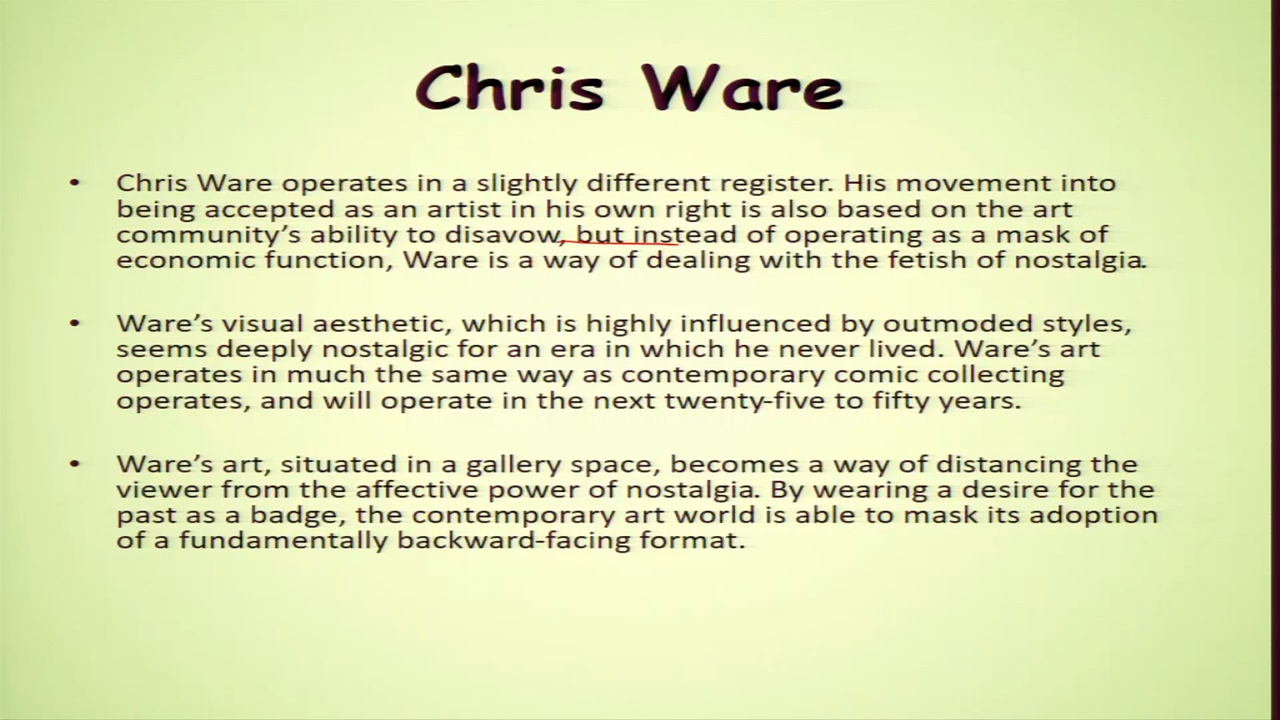 Chris Ware
• Chris Ware operates in a slightly different register. His movement into
being accepted as an artist in his own right is also based on the art
community's ability to disavow, but instead of operating as a mask of
economic function, Ware is a way of dealing with the fetish of nostalgia.
• Ware's visual aesthetic, which is highly influenced by outmoded styles,
seems deeply nostalgic for an era in which he never lived. Ware's art
operates in much the same way as contemporary comic collecting
operates, and will operate in the next twenty-five to fifty years.
• Ware's art, situated in a gallery space, becomes a way of distancing the
viewer from the affective power of nostalgia. By wearing a desire for the
past as a badge, the contemporary art world is able to mask its adoption
of a fundamentally backward-facing format.